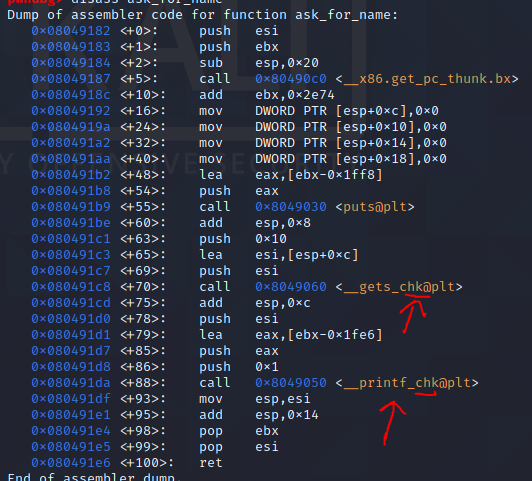 pwndbg> disass ask_for_name
Dump of assembler code for function ask_for_name:
0×08049182 <+0>: push esi
0×08049183 <+1>: push ebx
0×08049184 <+2>: sub esp,0×20
0×08049187 <+5>: call 0×80490c0 <__x86.get_pc_thunk.bx>
0×0804918c <+10>: add ebx,0×2e74
0×08049192 <+16>: mov DWORD PTR [esp+0×c],0×0
0×0804919a <+24>: mov DWORD PTR [esp+0×10],0×0
0×080491a2 <+32>: mov DWORD PTR [esp+0×14],0×0
0×080491aa <+40>: mov DWORD PTR [esp+0×18],0×0
0×080491b2 <+48>: lea eax,[ebx-0×1ff8]
0×080491b8 <+54>: push eax
0×080491b9 <+55>: call 0×8049030 <puts@plt>
0×080491be <+60>: add esp,0×8
0×080491c1 <+63>: push 0×10
0×080491c3 <+65>: lea esi,[esp+0×c]
0×080491c7 <+69>: push esi
0×080491c8 <+70>: call 0×8049060 <__gets_chk@plt>
0×080491cd <+75>: add esp,0×c
0×080491d0 <+78>: push esi
0×080491d1 <+79>: lea eax,[ebx-0×1fe6]
0×080491d7 <+85>: push eax
0×080491d8 <+86>: push 0×1
0×080491da <+88>: call 0×8049050 <__printf_chk@plt>
0×080491df <+93>: mov esp,esi
0×080491e1 <+95>: add esp,0×14
0×080491e4 <+98>: pop ebx
0×080491e5 <+99>: pop esi
0×080491e6 <+100>: ret
End of assembler dump.